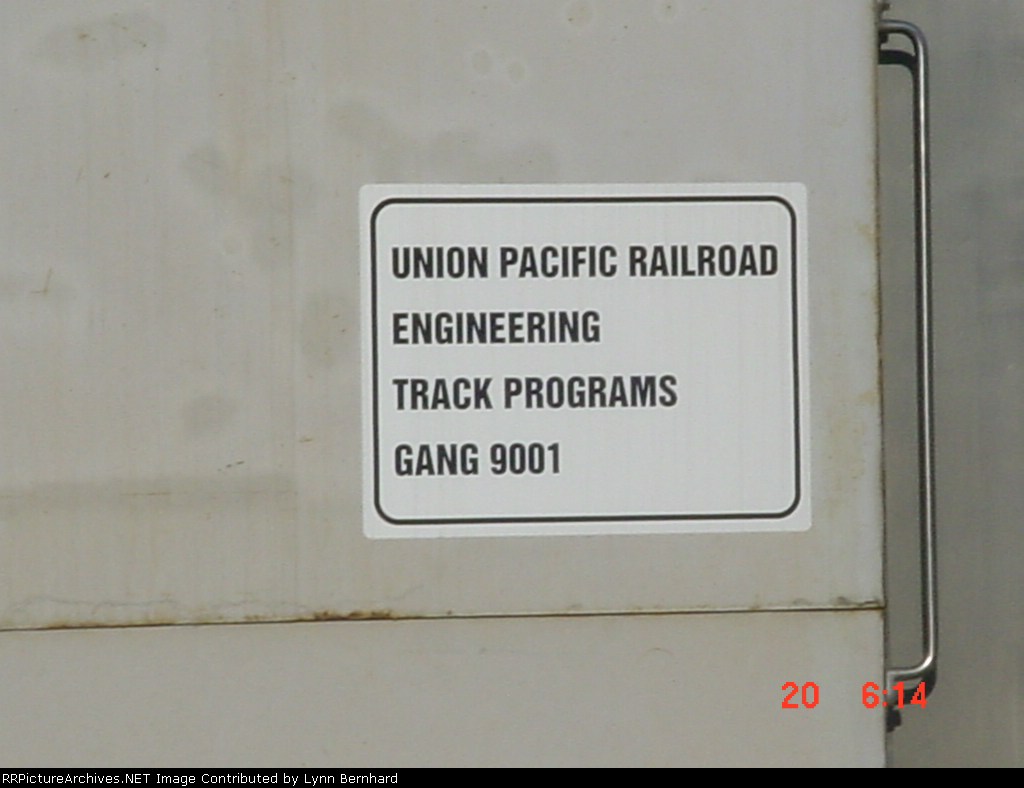 UNION PACIFIC RAILROAD
ENGINEERING
TRACK PROGRAMS
GANG 9001
20 6:14
RRPictureArchives.NET Image Contributed by Lynn Bernhard